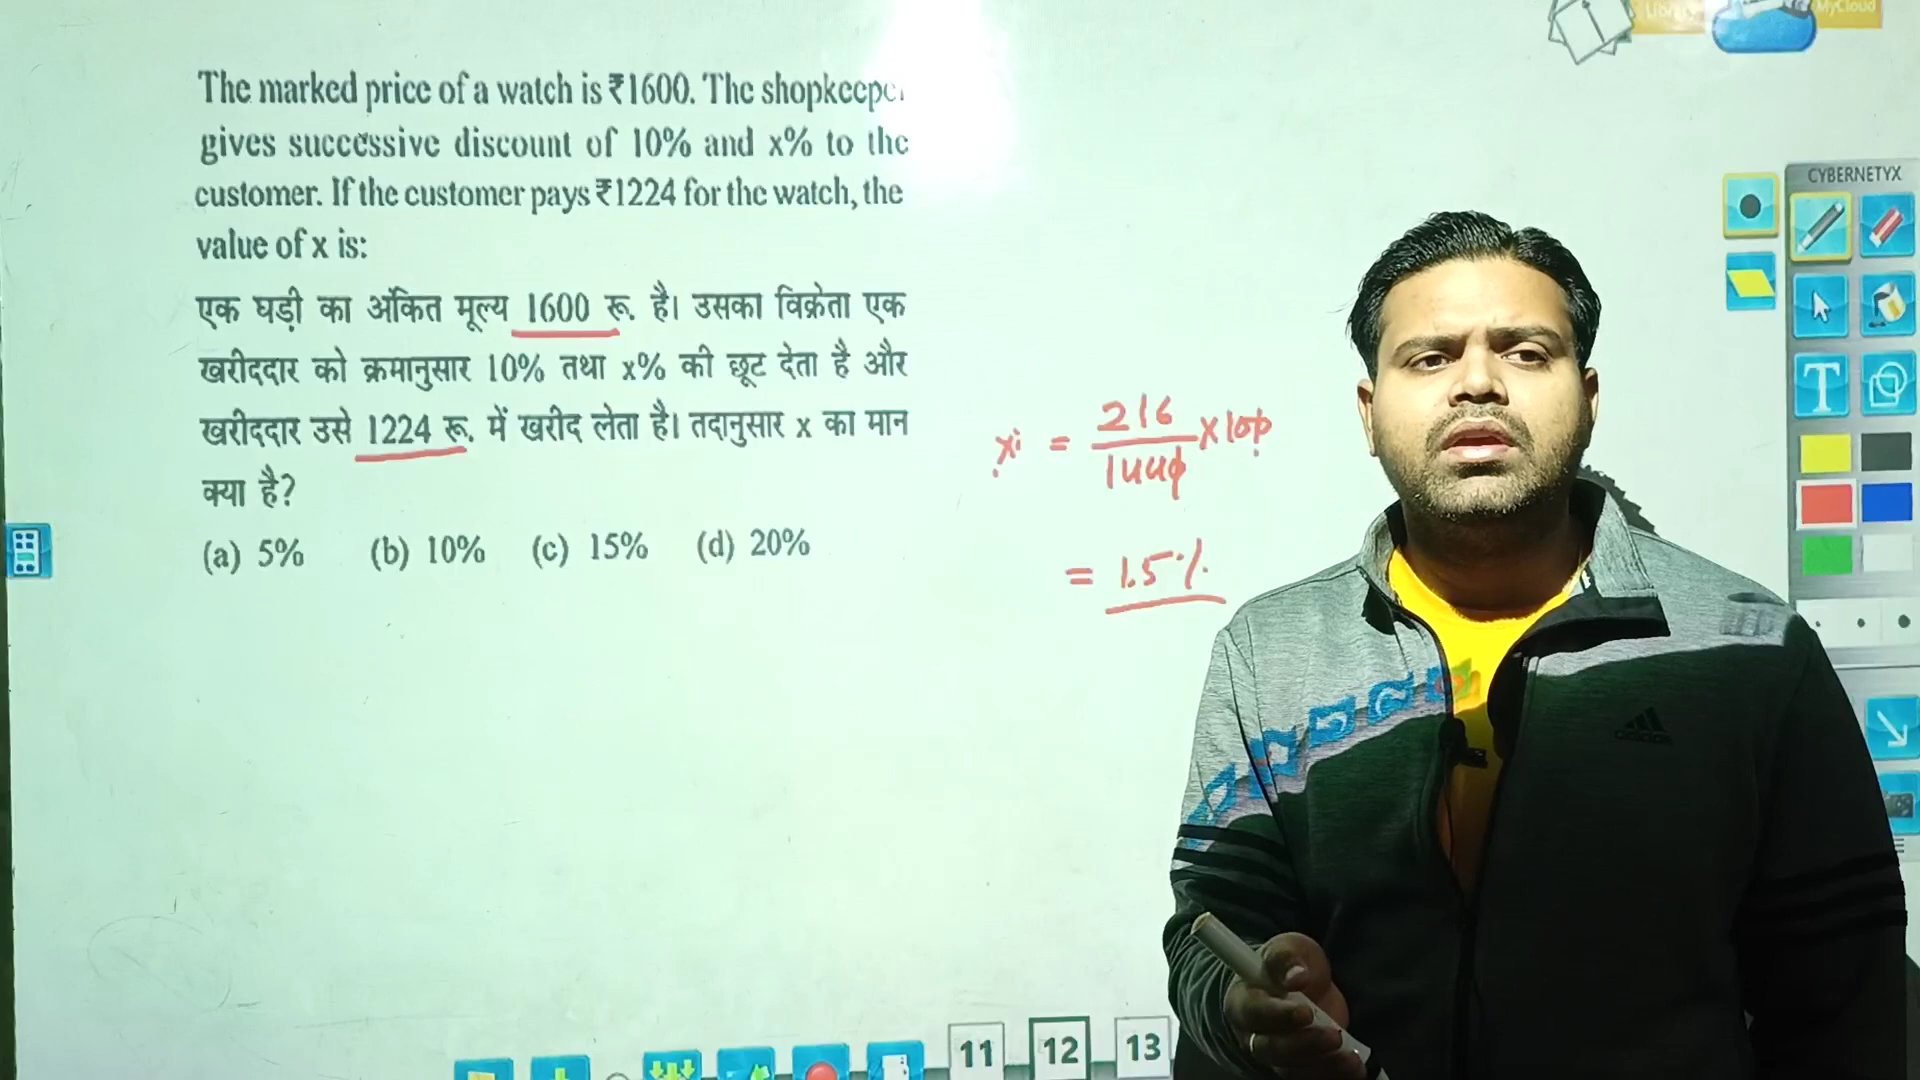 The marked price of a watch is ₹1600. The shopkeeper
gives successive discount of 10% and x% to the
customer. If the customer pays ₹1224 for the watch, the
value of x is:
एक घड़ी का अंकित मूल्य 1600 रू. है। उसका विक्रेता एक
खरीददार को क्रमानुसार 10% तथा x% की छूट देता है और
खरीददार उसे 1224 रू. में खरीद लेता है। तदानुसार x का मान
क्या है?
(a) 5% (b) 10% (c) 15% (d) 20%
216
x = ― × 100
1440
= 15%
Library
MyCloud
CYBERNETYX
T
adidas
11 12 13